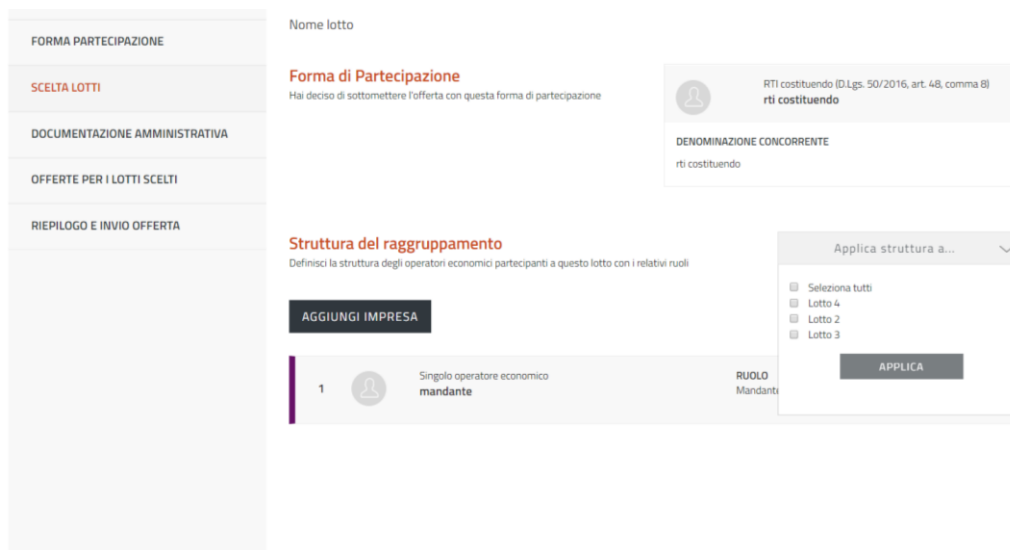 FORMA PARTECIPAZIONE
SCELTA LOTTI
DOCUMENTAZIONE AMMINISTRATIVA
OFFERTE PER I LOTTI SCELTI
RIEPILOGO E INVIO OFFERTA
Nome lotto
Forma di Partecipazione
Hai deciso di sottomettere l'offerta con questa forma di partecipazione
RTI costituendo (D.Lgs. 50/2016, art. 48, comma 8)
rti costituendo
DENOMINAZIONE CONCORRENTE
rti costituendo
Struttura del raggruppamento
Definisci la struttura degli operatori economici partecipanti a questo lotto con i relativi ruoli
Applica struttura a...
Seleziona tutti
Lotto 4
Lotto 2
Lotto 3
APPLICA
AGGIUNGI IMPRESA
1
Singolo operatore economico
mandante
RUOLO
Mandante